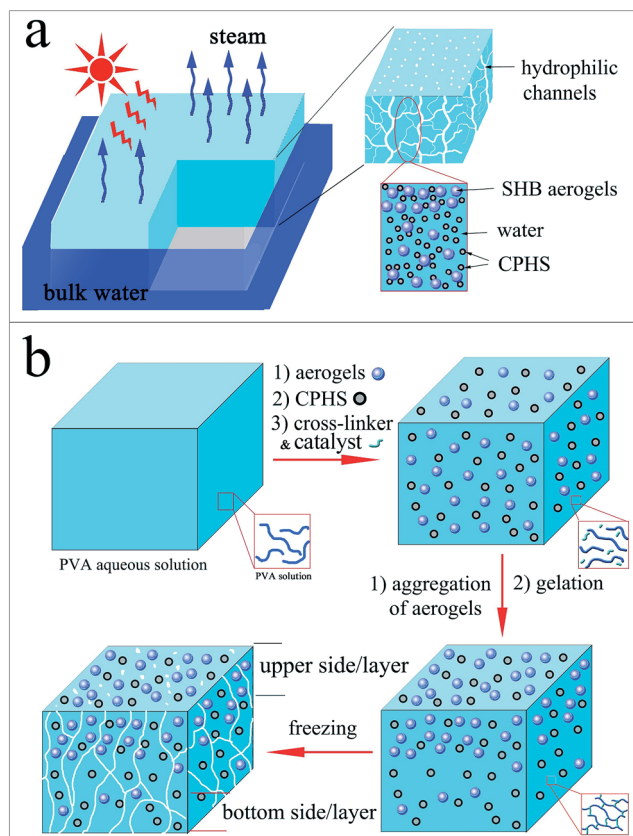 a
steam
bulk water
hydrophilic
channels
SHB aerogels
water
CPHS
b
PVA aqueous solution
PVA solution
1) aerogels
2) CPHS
3) cross-linker
& catalyst
1) aggregation
of aerogels
2) gelation
upper side/layer
freezing
bottom side/layer